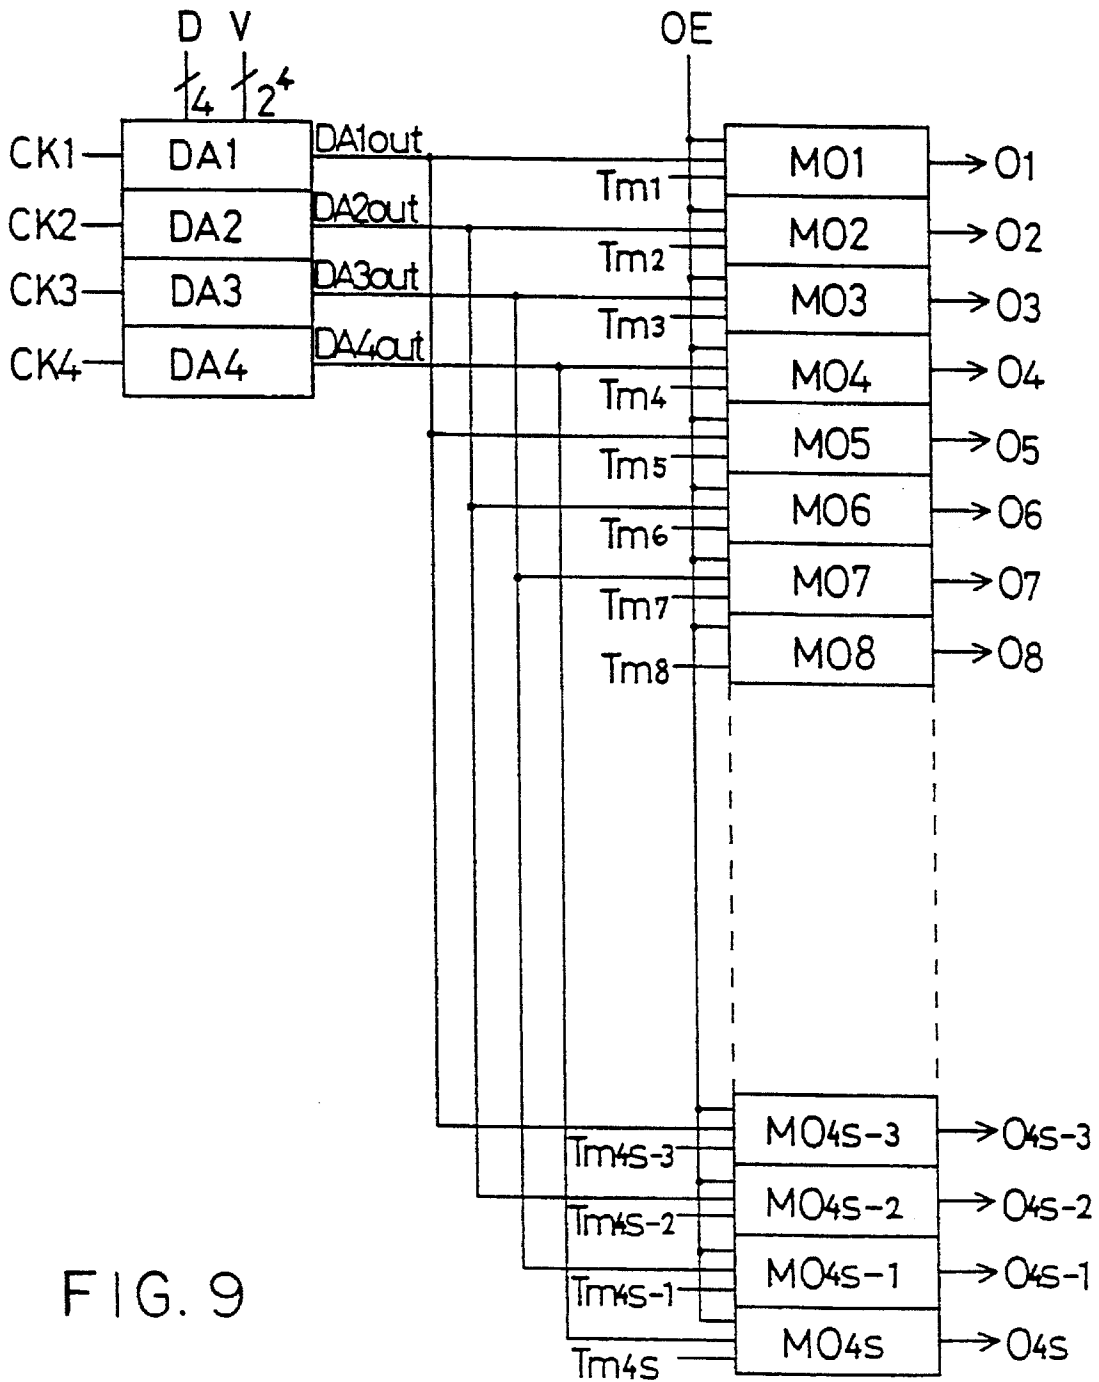 D V OE
4 2⁴
CK1 DA1 DA1out MO1 O1
Tm1
CK2 DA2 DA2out MO2 O2
Tm2
CK3 DA3 DA3out MO3 O3
Tm3
CK4 DA4 DA4out MO4 O4
Tm4
MO5 O5
Tm5
MO6 O6
Tm6
MO7 O7
Tm7
MO8 O8
Tm8
MO4S-3 O4S-3
Tm4S-3
MO4S-2 O4S-2
Tm4S-2
MO4S-1 O4S-1
Tm4S-1
MO4S O4S
Tm4S
FIG. 9